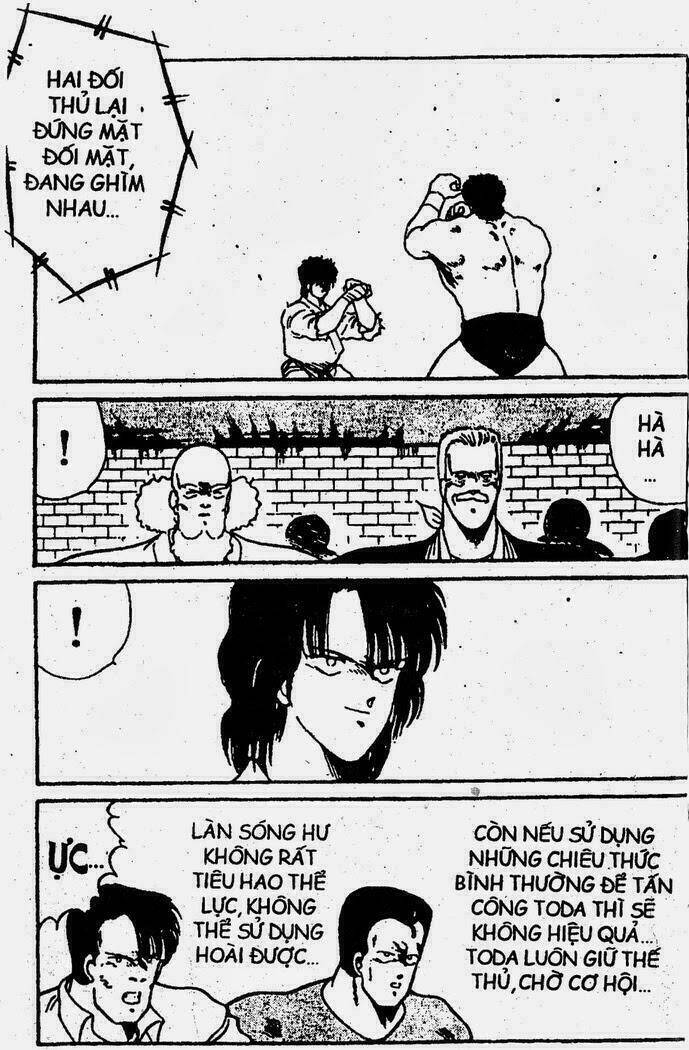 HAI ĐỐI
THỦ LẠI
ĐỨNG MẶT
ĐỐI MẶT,
ĐANG GHÌM
NHAU...
!
HÀ
HÀ
...
!
ỰC...
LÀN SÓNG HƯ
KHÔNG RẤT
TIÊU HAO THỂ
LỰC, KHÔNG
THỂ SỬ DỤNG
HOÀI ĐƯỢC...
CÒN NẾU SỬ DỤNG
NHỮNG CHIÊU THỨC
BÌNH THƯỜNG ĐỂ TẤN
CÔNG TODA THÌ SẼ
KHÔNG HIỆU QUẢ...
TODA LUÔN GIỮ THẾ
THỦ, CHỜ CƠ HỘI...